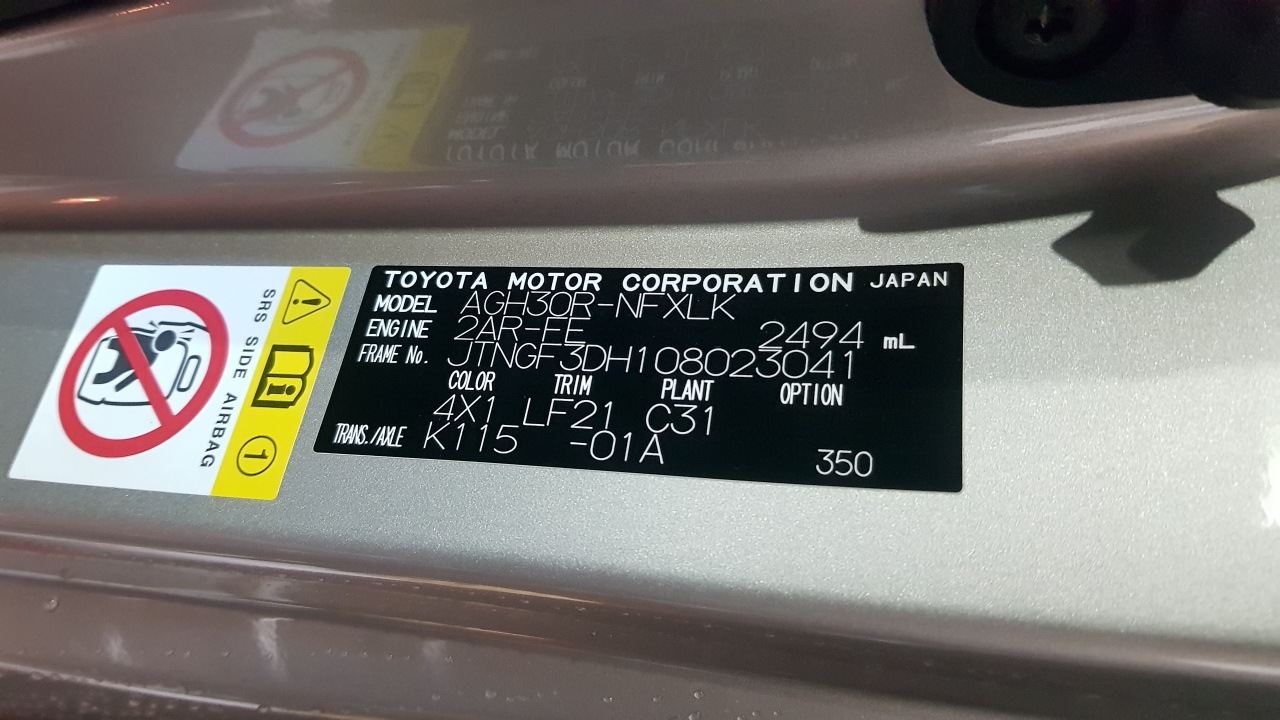 TOYOTA MOTOR CORPORATION JAPAN
MODEL AGH30R-NFXLK
ENGINE 2AR-FE 2494 mL
FRAME No. JTNGF3DH108023041
COLOR TRIM PLANT OPTION
4X1 LF21 C31
TRANS./AXLE K115 -01A
350
SRS SIDE AIRBAG
1